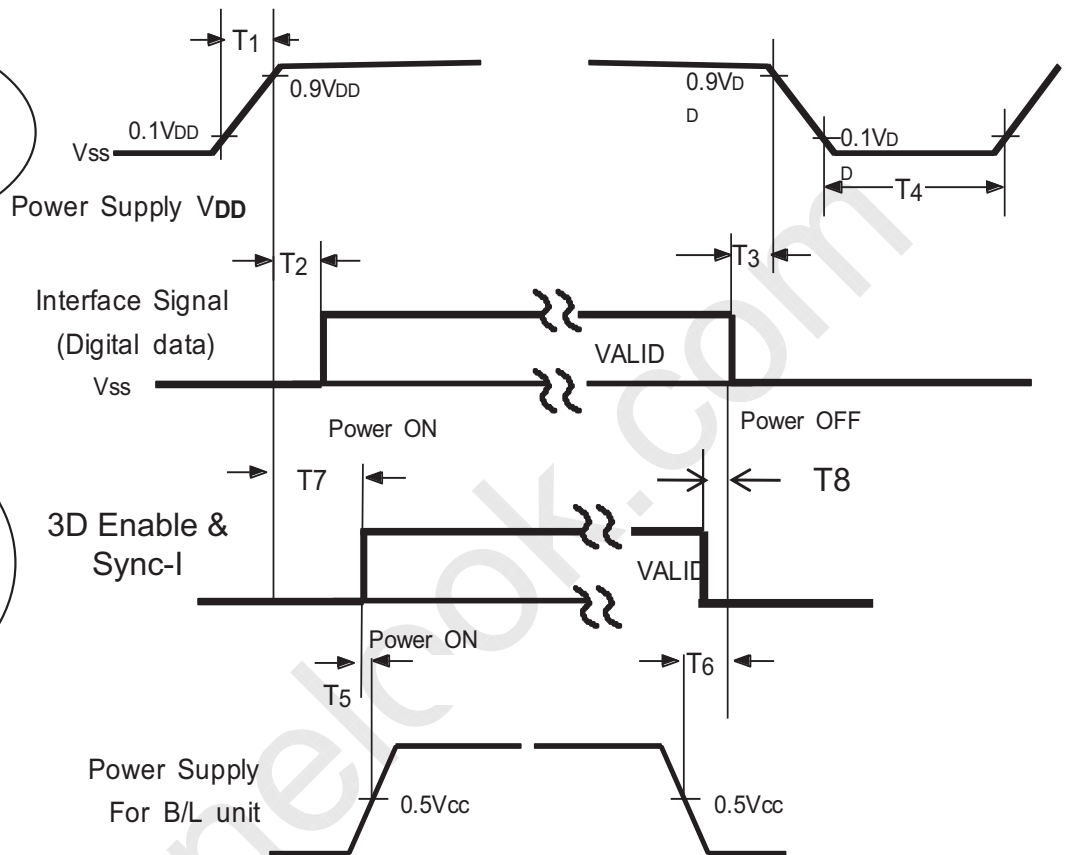 T1
0.9VDD
0.9VD
D
0.1VDD
0.1VD
D
Vss
T4
Power Supply VDD
T2
T3
Interface Signal
(Digital data)
VALID
Vss
Power ON
Power OFF
T7
T8
3D Enable &
Sync-I
VALID
Power ON
T6
T5
Power Supply
For B/L unit
0.5Vcc
0.5Vcc
nelook.com